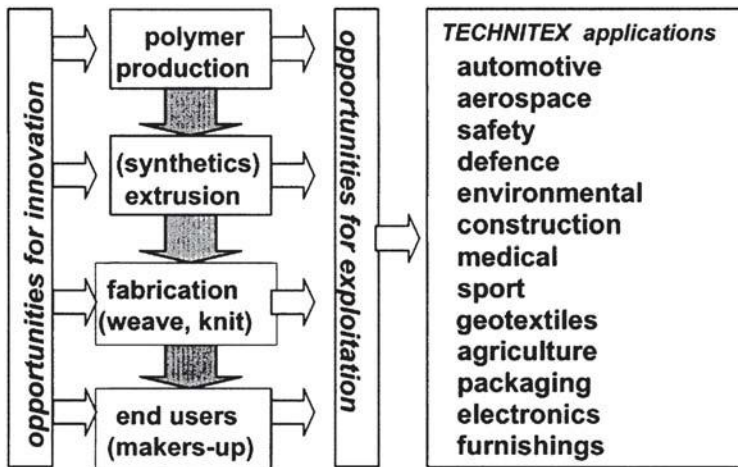 opportunities for innovation
polymer
production
(synthetics)
extrusion
fabrication
(weave, knit)
end users
(makers-up)
opportunities for exploitation
TECHNITEX applications
automotive
aerospace
safety
defence
environmental
construction
medical
sport
geotextiles
agriculture
packaging
electronics
furnishings